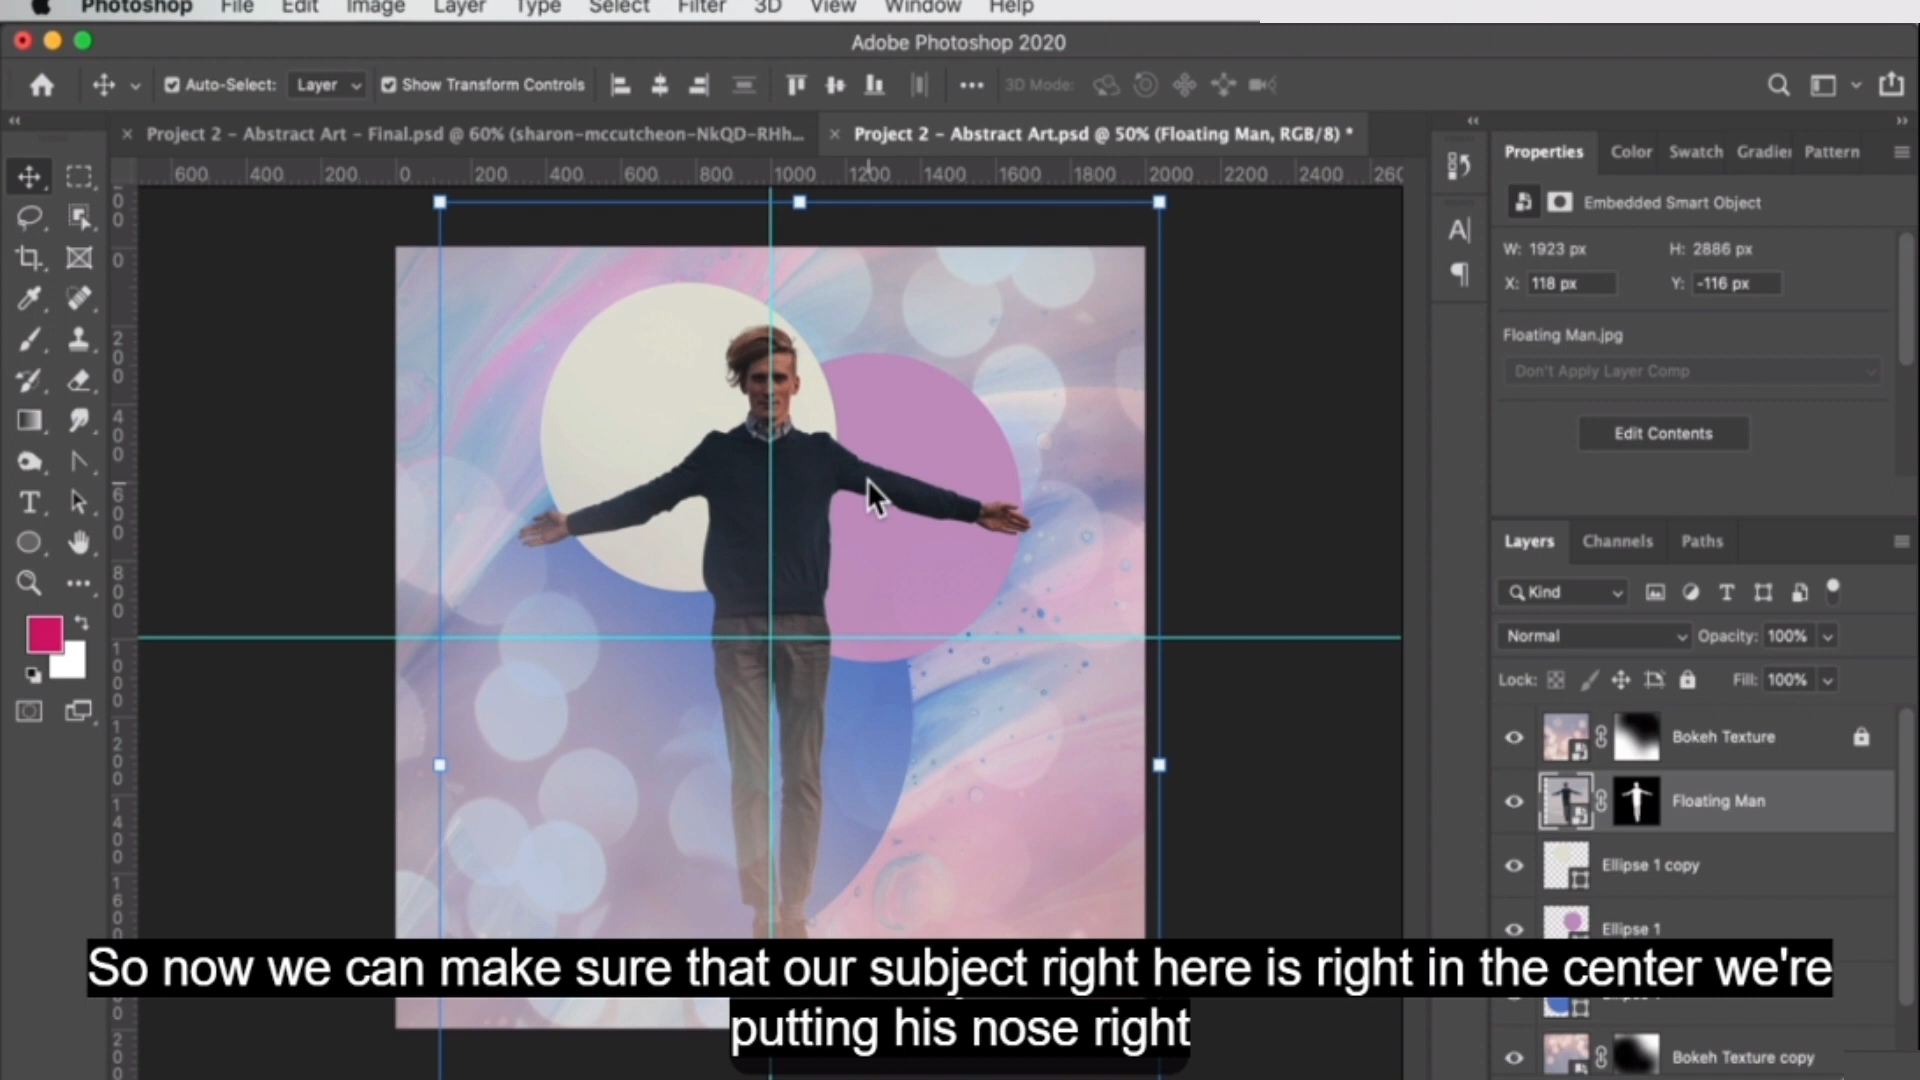 Photoshop File Edit Image Layer Type Select Filter 3D View Window Help
Adobe Photoshop 2020
Auto-Select: Layer Show Transform Controls 3D Mode:
Project 2 - Abstract Art - Final.psd @ 60% (sharon-mccutcheon-NkQD-RHh... Project 2 - Abstract Art.psd @ 50% (Floating Man, RGB/8) *
600 400 200 0 200 400 600 800 1000 1200 1400 1600 1800 2000 2200 2400 260
Properties Color Swatch Gradier Pattern
Embedded Smart Object
W: 1923 px H: 2886 px
X: 118 px Y: -116 px
Floating Man.jpg
Don't Apply Layer Comp
Edit Contents
Layers Channels Paths
Kind
Normal Opacity: 100%
Lock: Fill: 100%
Bokeh Texture
Floating Man
Ellipse 1 copy
Ellipse 1
Bokeh Texture copy
So now we can make sure that our subject right here is right in the center we're
putting his nose right